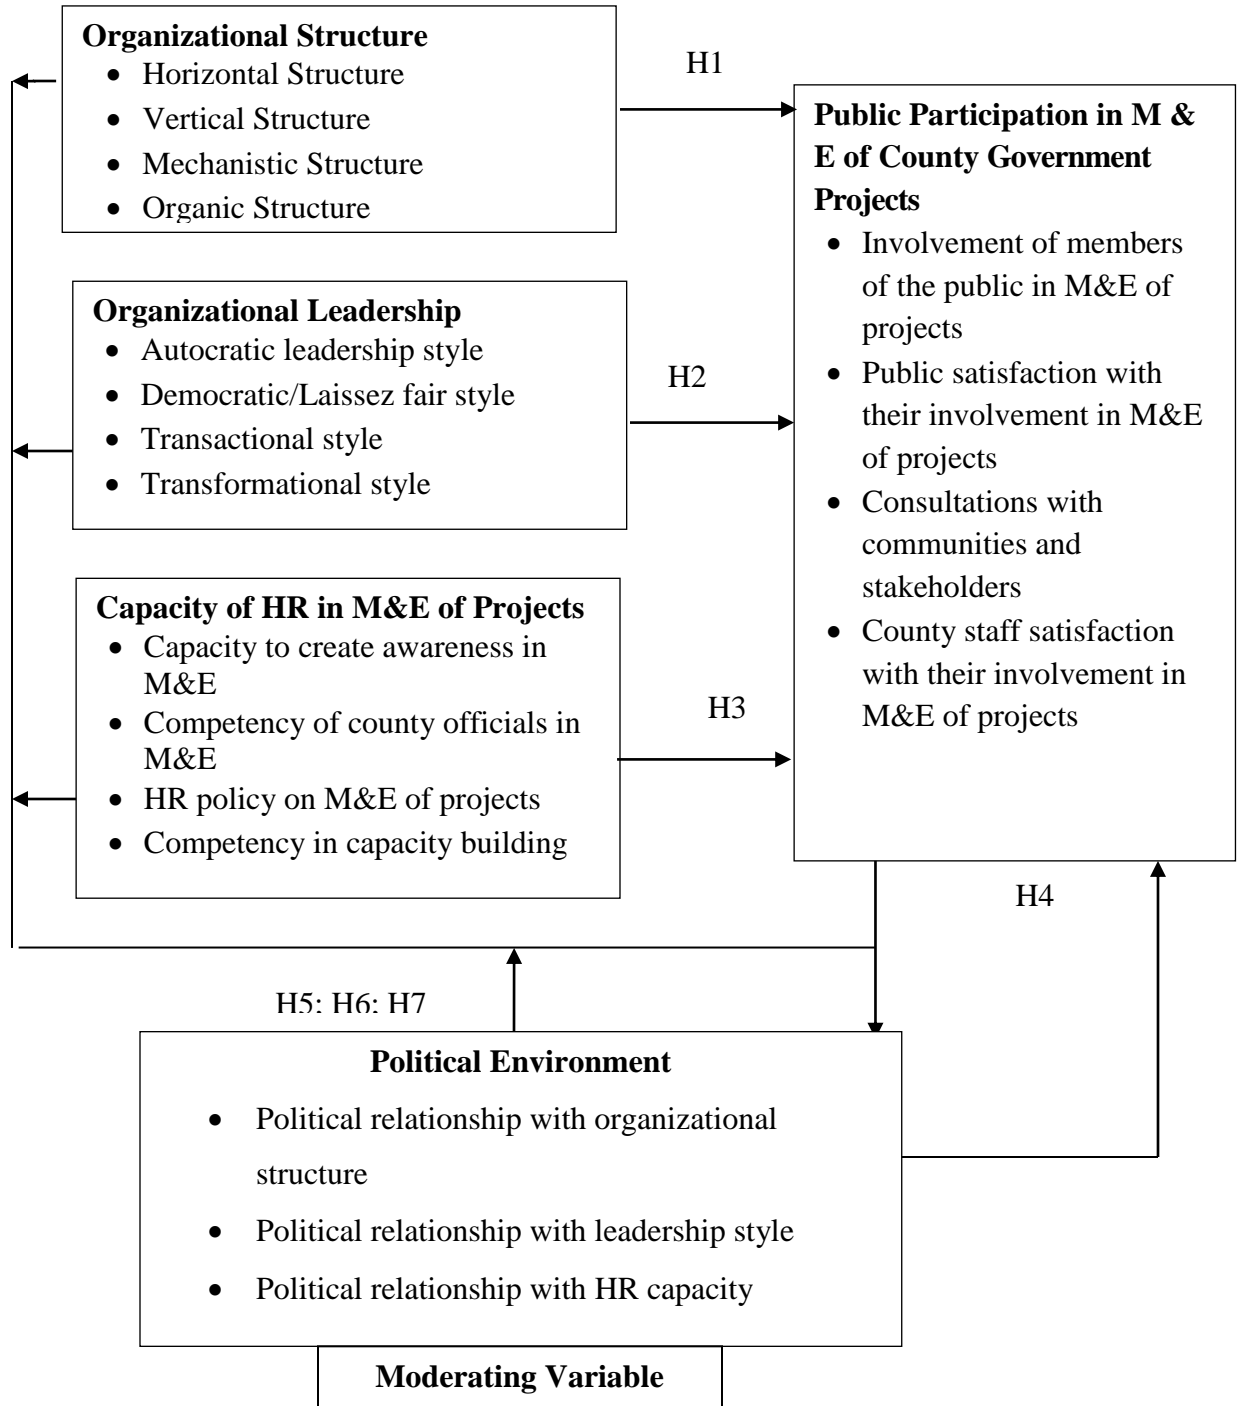 Organizational Structure
• Horizontal Structure
• Vertical Structure
• Mechanistic Structure
• Organic Structure
H1
Organizational Leadership
• Autocratic leadership style
• Democratic/Laissez fair style
• Transactional style
• Transformational style
H2
Capacity of HR in M&E of Projects
• Capacity to create awareness in
M&E
• Competency of county officials in
M&E
• HR policy on M&E of projects
• Competency in capacity building
H3
Public Participation in M &
E of County Government
Projects
• Involvement of members
of the public in M&E of
projects
• Public satisfaction with
their involvement in M&E
of projects
• Consultations with
communities and
stakeholders
• County staff satisfaction
with their involvement in
M&E of projects
H4
H5; H6; H7
Political Environment
• Political relationship with organizational
structure
• Political relationship with leadership style
• Political relationship with HR capacity
Moderating Variable